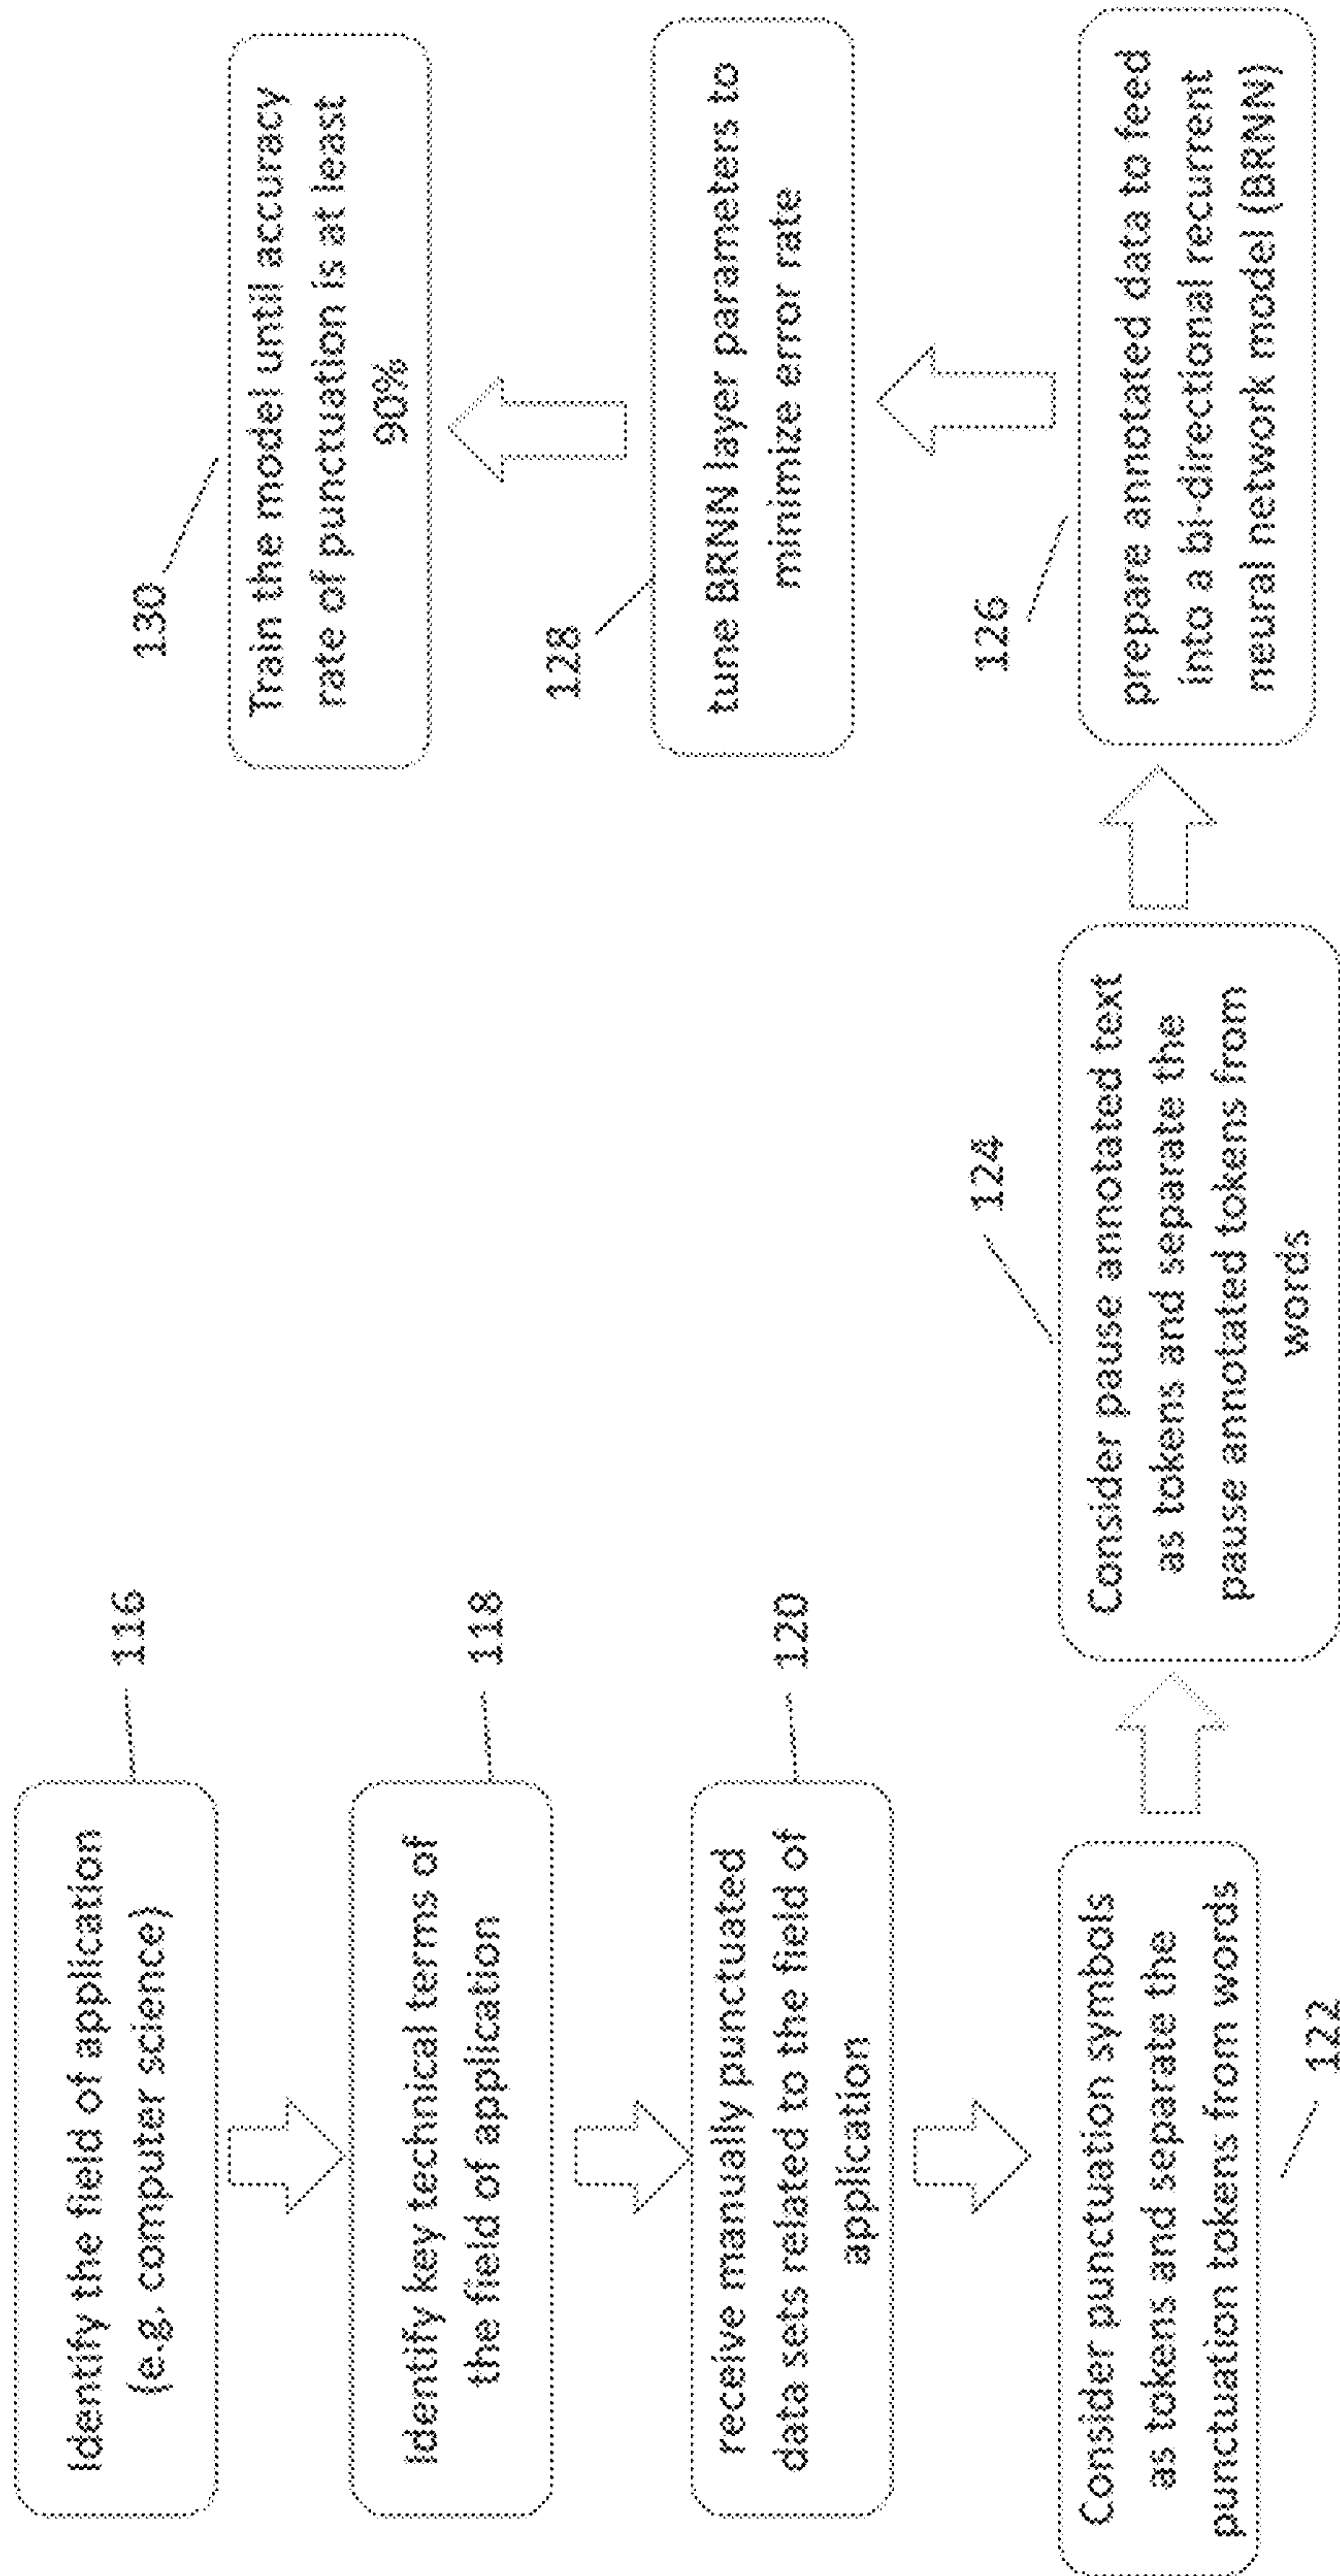 Identify the field of application
(e.g. computer science)
116
Identify key technical terms of
the field of application
118
receive manually punctuated
data sets related to the field of
application
120
Consider punctuation symbols
as tokens and separate the
punctuation tokens from words
122
Consider pause annotated text
as tokens and separate the
pause annotated tokens from
words
124
prepare annotated data to feed
into a bi-directional recurrent
neural network model (BRNN)
126
tune BRNN layer parameters to
minimize error rate
128
Train the model until accuracy
rate of punctuation is at least
90%
130